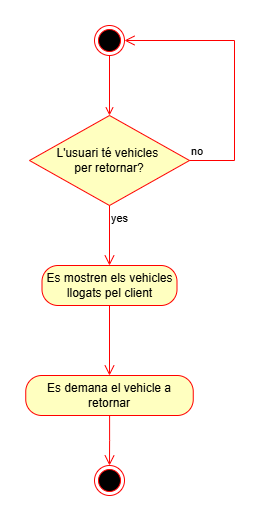 L'usuari té vehicles
per retornar?
no
yes
Es mostren els vehicles
llogats pel client
Es demana el vehicle a
retornar